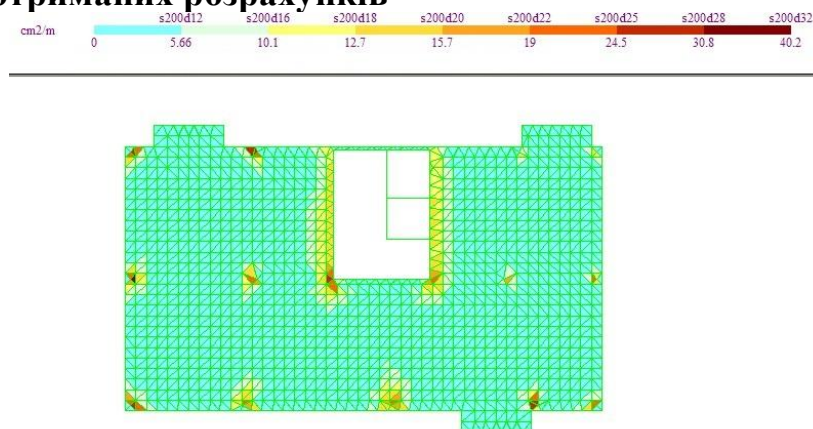 отриманих розрахунків
s200d12 s200d16 s200d18 s200d20 s200d22 s200d25 s200d28 s200d32
cm2/m
0 5.66 10.1 12.7 15.7 19 24.5 30.8 40.2